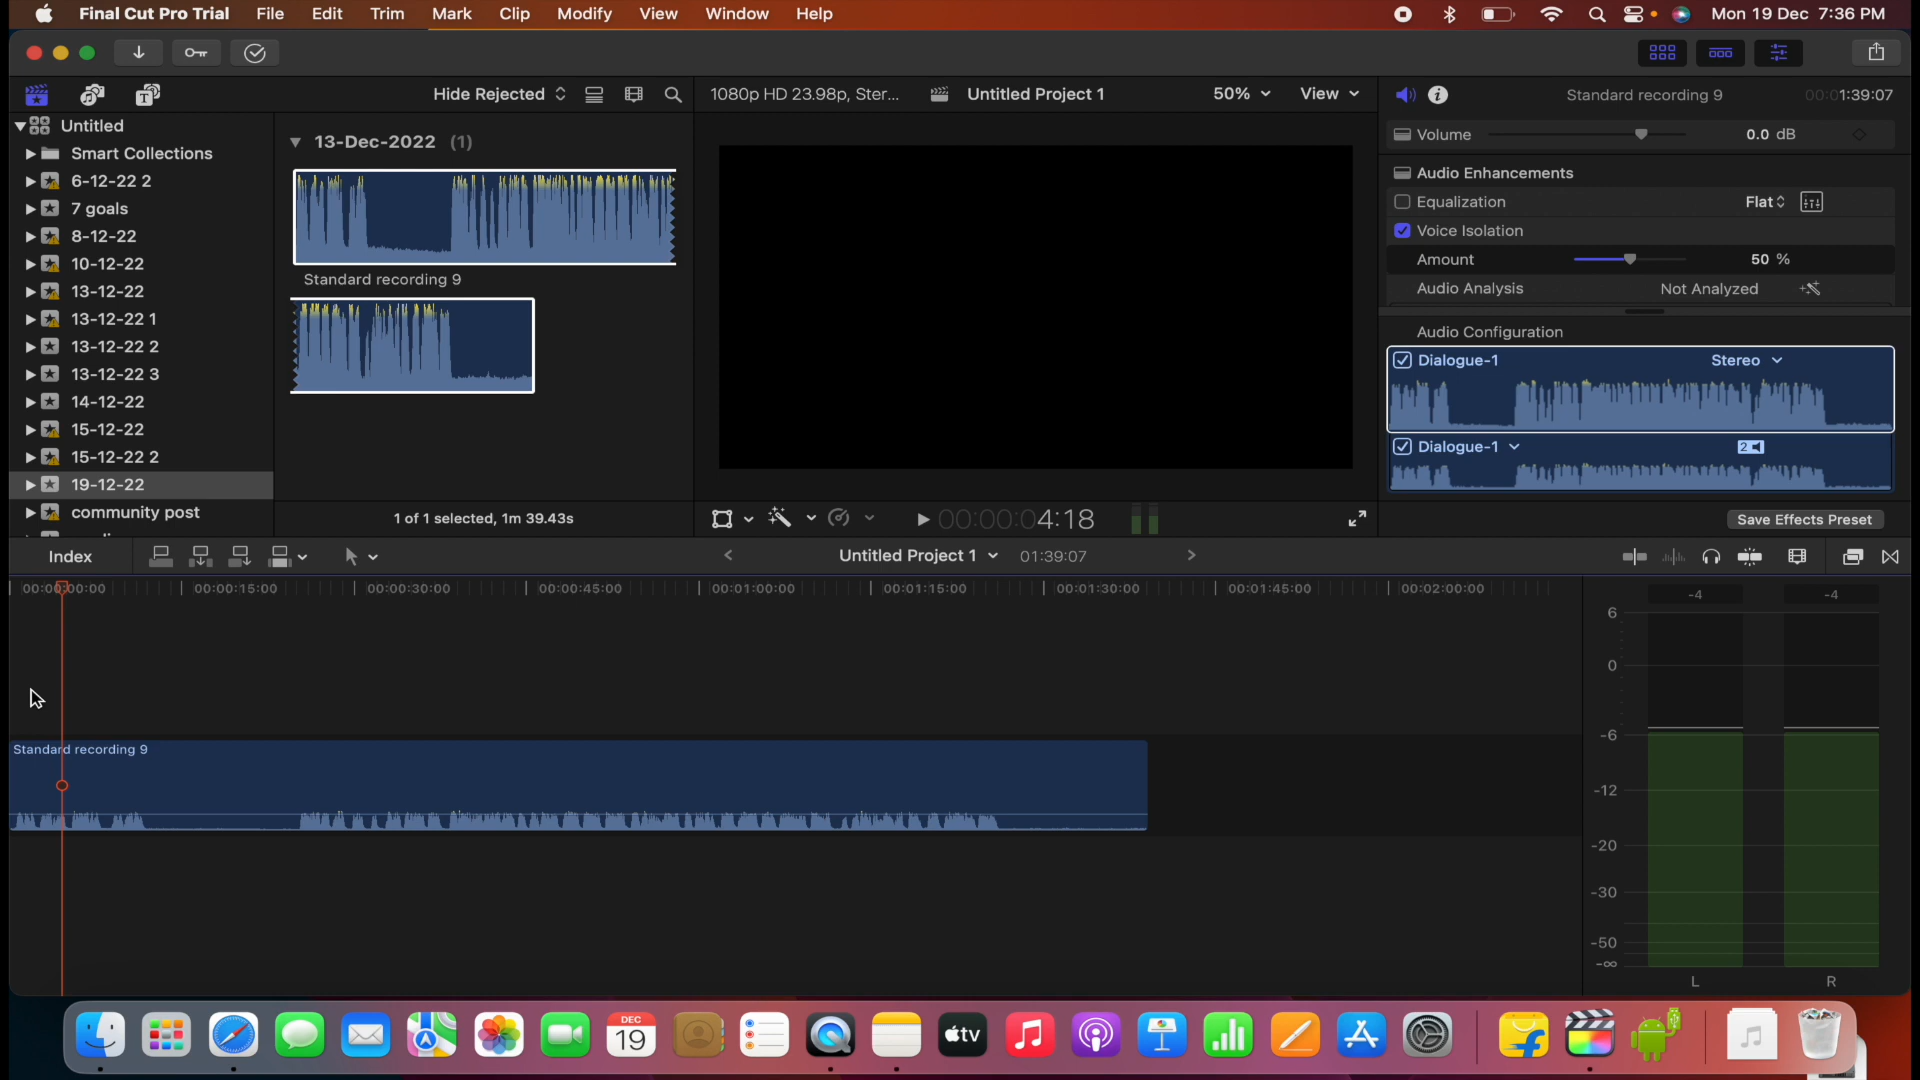 Final Cut Pro Trial File Edit Trim Mark Clip Modify View Window Help Mon 19 Dec 7:36 PM
Hide Rejected 1080p HD 23.98p, Ster... Untitled Project 1 50% View Standard recording 9 00:01:39:07
Untitled
Smart Collections
6-12-22 2
7 goals
8-12-22
10-12-22
13-12-22
13-12-22 1
13-12-22 2
13-12-22 3
14-12-22
15-12-22
15-12-22 2
19-12-22
community post
13-Dec-2022 (1)
Standard recording 9
1 of 1 selected, 1m 39.43s
00:00:04:18
Volume 0.0 dB
Audio Enhancements
Equalization Flat
Voice Isolation
Amount 50 %
Audio Analysis Not Analyzed
Audio Configuration
Dialogue-1 Stereo
Dialogue-1 2
Save Effects Preset
Index Untitled Project 1 01:39:07
00:00:00:00 00:00:15:00 00:00:30:00 00:00:45:00 00:01:00:00 00:01:15:00 00:01:30:00 00:01:45:00 00:02:00:00
Standard recording 9
-4 -4
6
0
-6
-12
-20
-30
-50
-∞
L R
DEC
19
tv